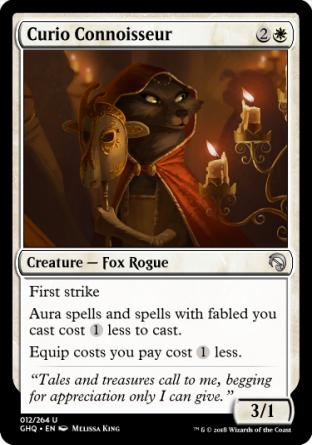 Curio Connoisseur 2
Creature — Fox Rogue
First strike
Aura spells and spells with fabled you
cast cost 1 less to cast.
Equip costs you pay cost 1 less.
“Tales and treasures call to me, begging
for appreciation only I can give.”
3/1
012/264 U
GHQ • EN Melissa King
™ & © 2018 Wizards of the Coast